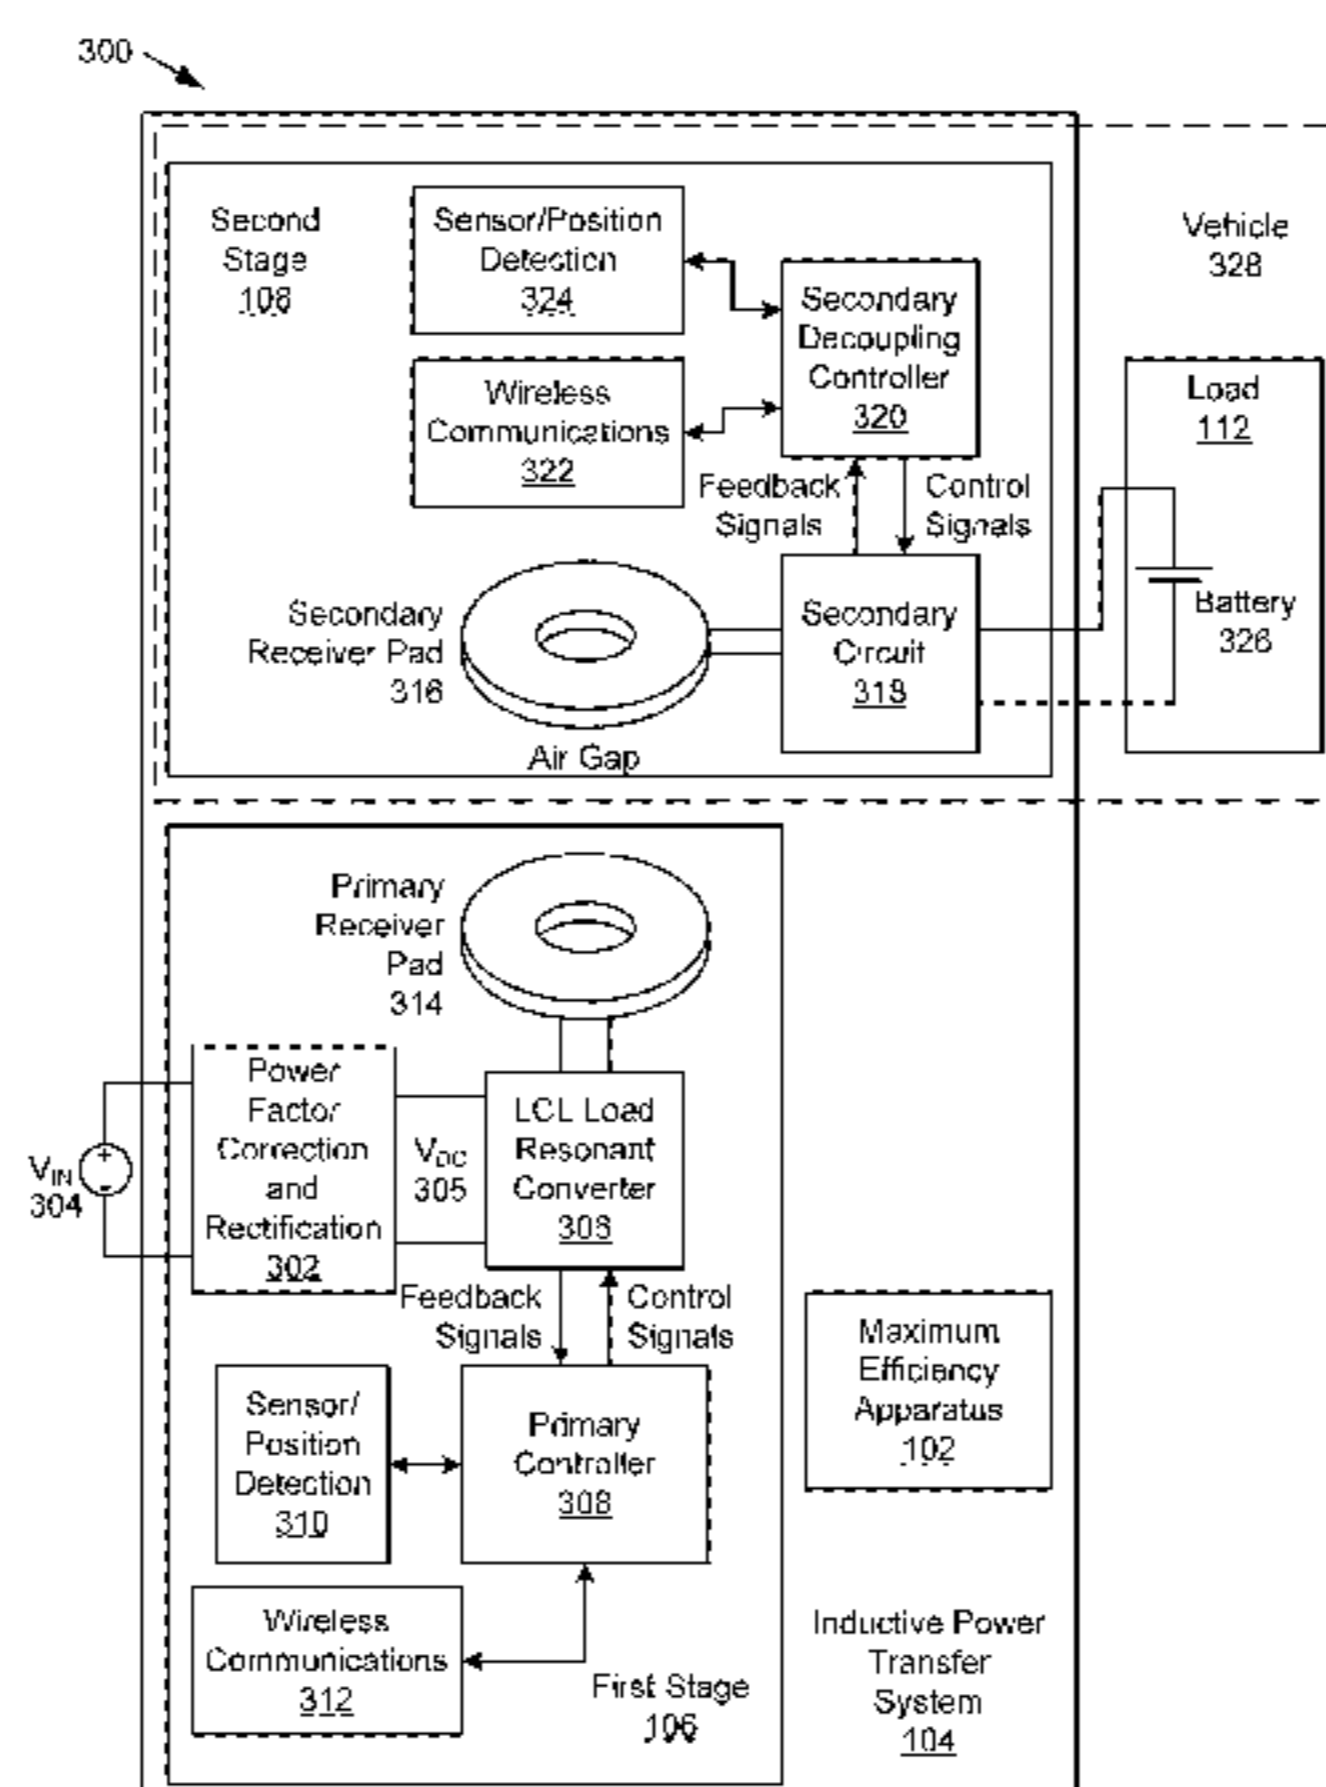 300
Second
Stage
108
Sensor/Position
Detection
324
Wireless
Communications
322
Secondary
Decoupling
Controller
320
Vehicle
328
Load
112
Feedback
Signals
Control
Signals
Secondary
Receiver Pad
316
Secondary
Circuit
318
Battery
326
Air Gap
Primary
Receiver
Pad
314
Power
Factor
Correction
and
Rectification
302
VIN
304
VDC
305
LCL Load
Resonant
Converter
306
Feedback
Signals
Control
Signals
Sensor/
Position
Detection
310
Primary
Controller
308
Maximum
Efficiency
Apparatus
102
Wireless
Communications
312
First Stage
106
Inductive Power
Transfer
System
104